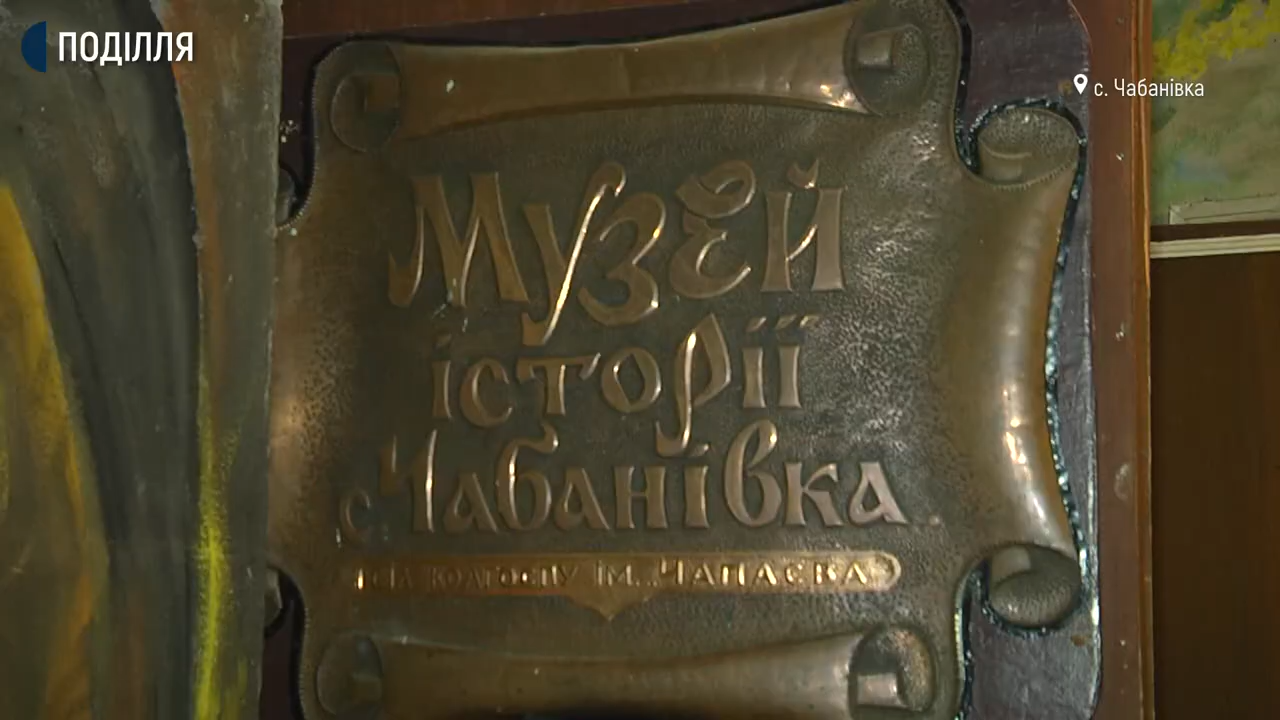 ПОДІЛЛЯ
с. Чабанівка
Музей
історії
с. Чабанівка
колгоспу ім. Чапаєва